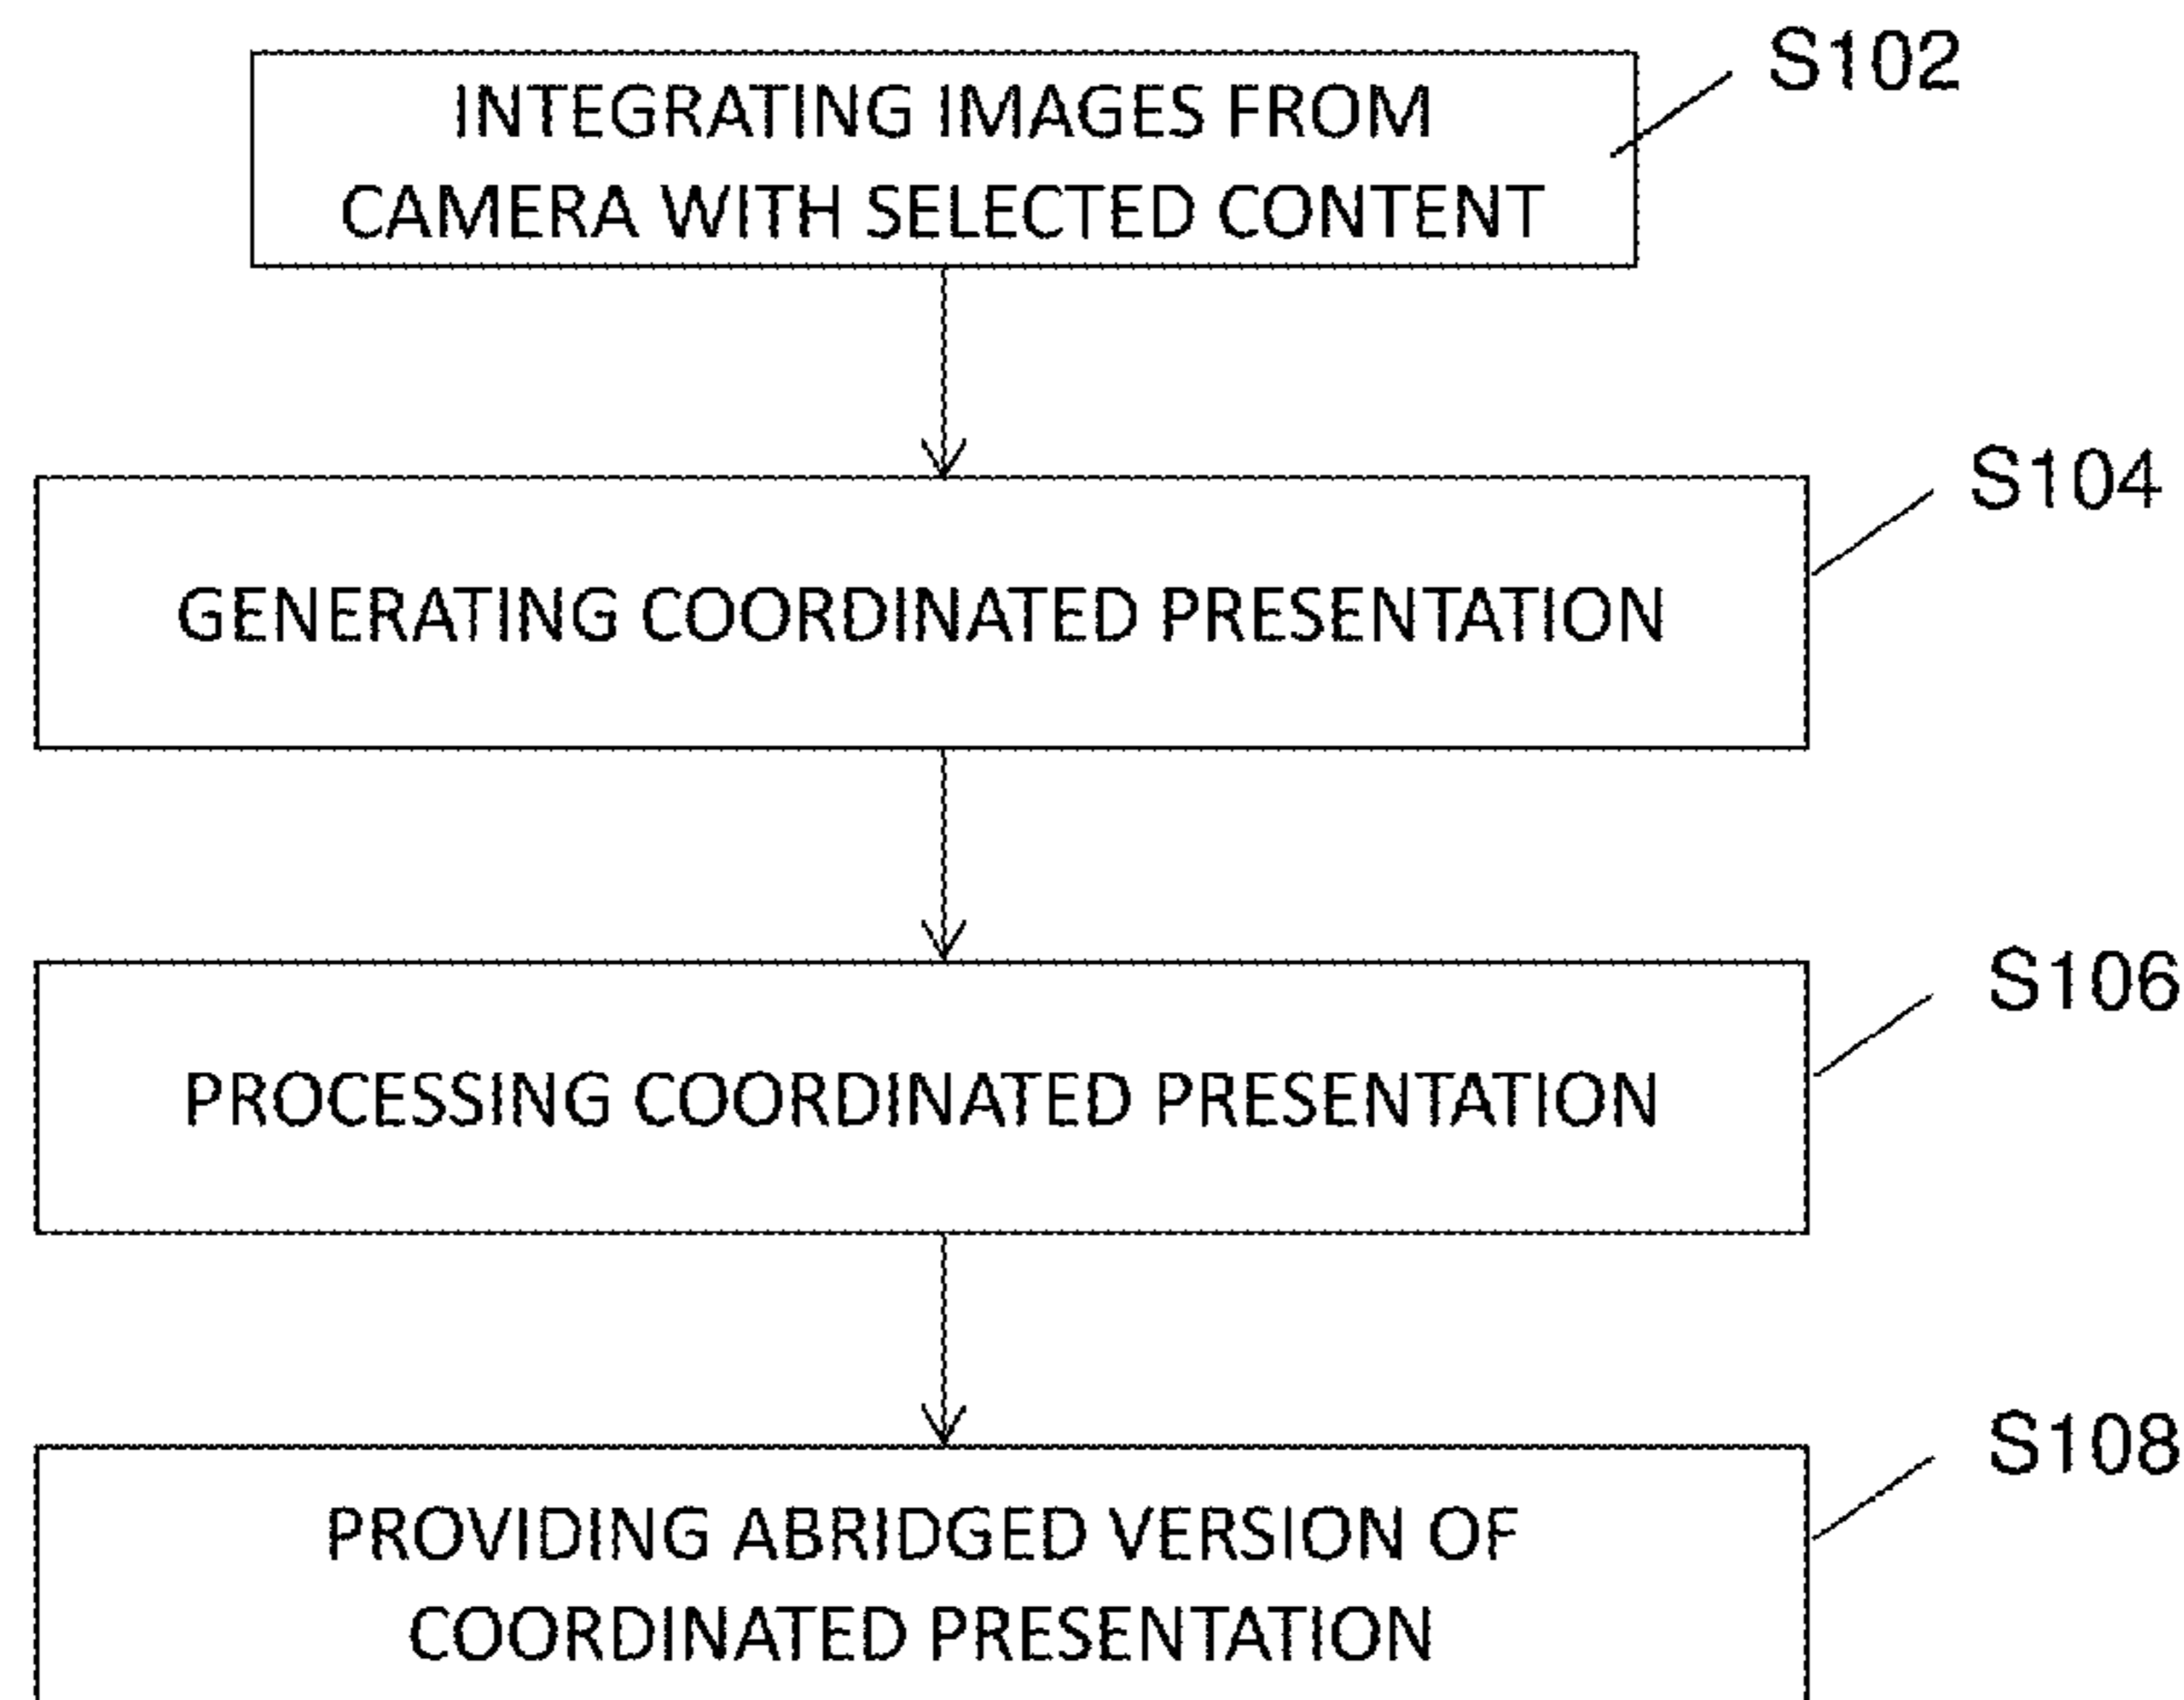 INTEGRATING IMAGES FROM
CAMERA WITH SELECTED CONTENT
S102
GENERATING COORDINATED PRESENTATION
S104
PROCESSING COORDINATED PRESENTATION
S106
PROVIDING ABRIDGED VERSION OF
COORDINATED PRESENTATION
S108